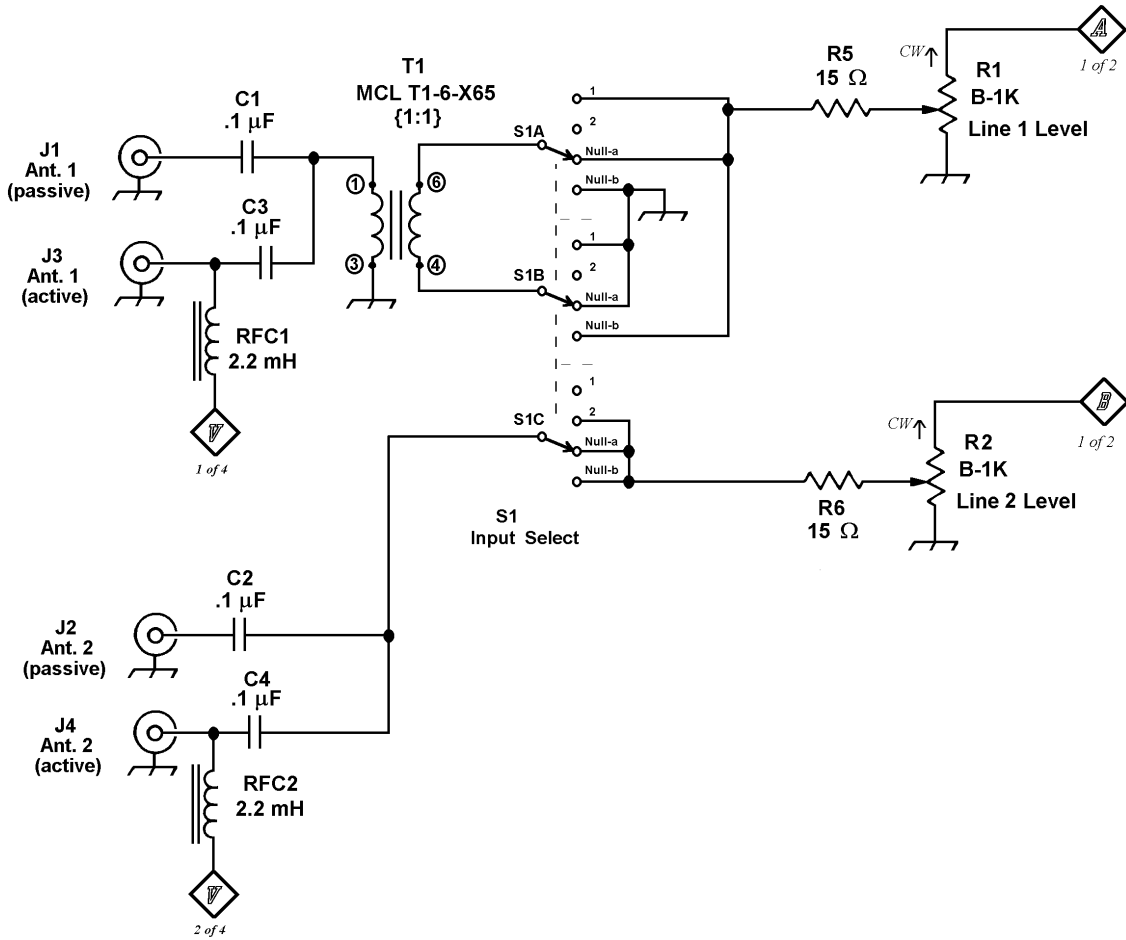 T1
MCL T1-6-X65
{1:1}
C1
.1 µF
J1
Ant. 1
(passive)
C3
.1 µF
J3
Ant. 1
(active)
RFC1
2.2 mH
V
1 of 4
1
3
6
4
S1A
1
2
Null-a
Null-b
S1B
1
2
Null-a
Null-b
S1C
1
2
Null-a
Null-b
S1
Input Select
R5
15 Ω
CW
R1
B-1K
Line 1 Level
A
1 of 2
R6
15 Ω
CW
R2
B-1K
Line 2 Level
B
1 of 2
C2
.1 µF
J2
Ant. 2
(passive)
C4
.1 µF
J4
Ant. 2
(active)
RFC2
2.2 mH
V
2 of 4